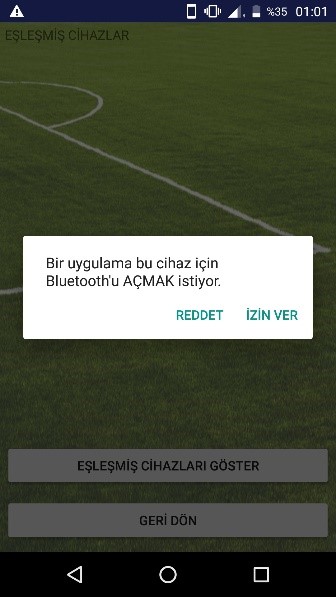 %35 01:01
EŞLEŞMİŞ CİHAZLAR
Bir uygulama bu cihaz için
Bluetooth'u AÇMAK istiyor.
REDDET İZİN VER
EŞLEŞMİŞ CİHAZLARI GÖSTER
GERİ DÖN